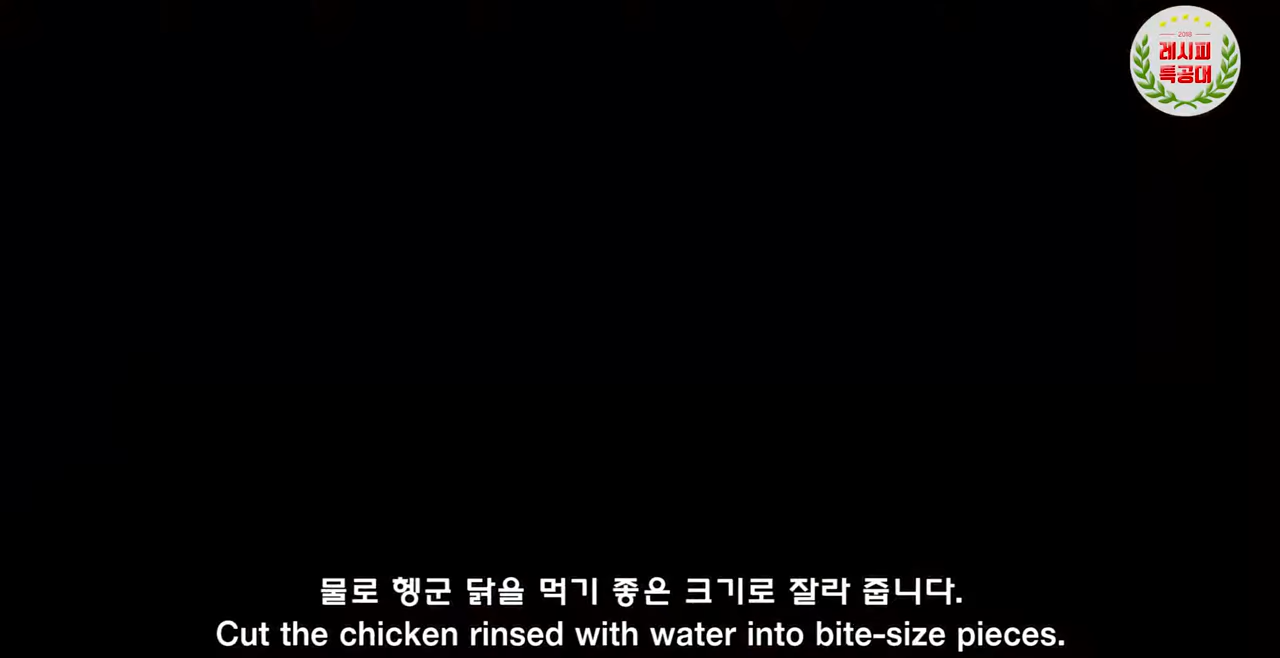 2018
레시피
특공대
물로 헹군 닭을 먹기 좋은 크기로 잘라 줍니다.
Cut the chicken rinsed with water into bite-size pieces.